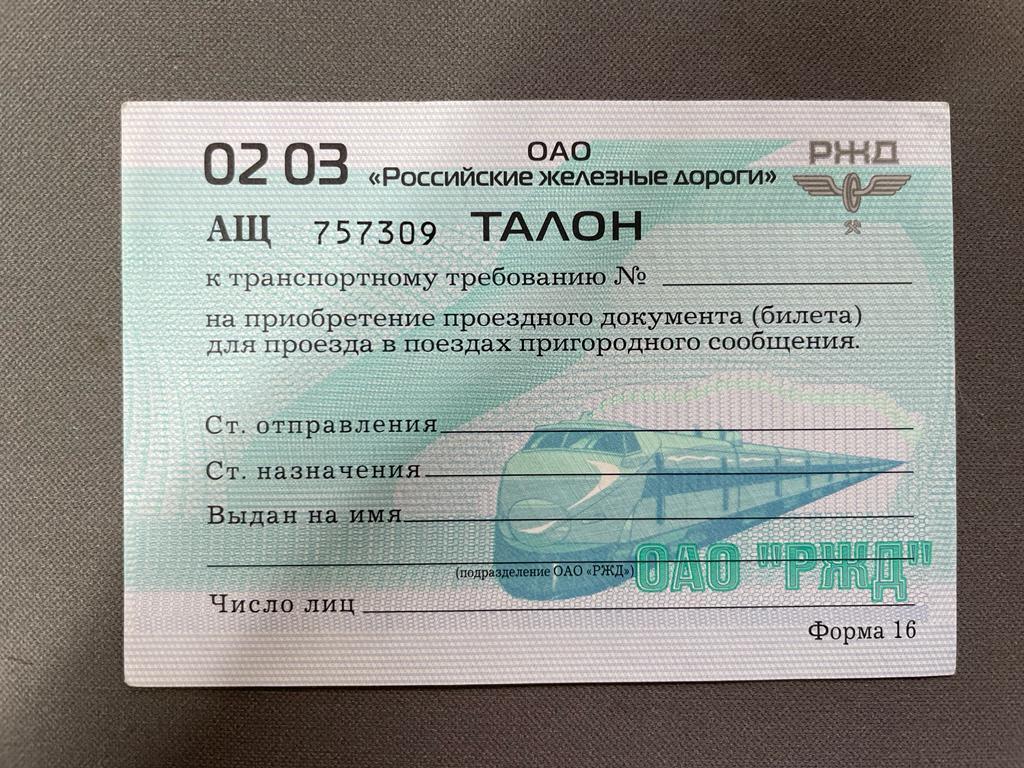 02 03
ОАО
«Российские железные дороги»
РЖД
АЩ 757309 ТАЛОН
к транспортному требованию №
на приобретение проездного документа (билета)
для проезда в поездах пригородного сообщения.
Ст. отправления
Ст. назначения
Выдан на имя
(подразделение ОАО «РЖД»)
ОАО "РЖД"
Число лиц
Форма 16